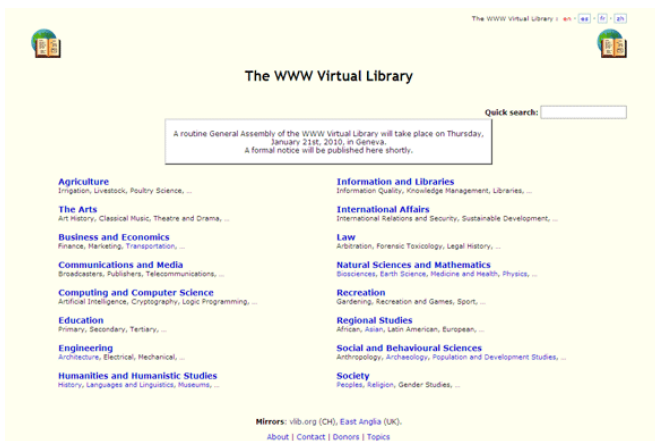 The WWW Virtual Library : en · es · fr · zh
The WWW Virtual Library
Quick search:
A routine General Assembly of the WWW Virtual Library will take place on Thursday,
January 21st, 2010, in Geneva.
A formal notice will be published here shortly.
Agriculture
Irrigation, Livestock, Poultry Science, ...
The Arts
Art History, Classical Music, Theatre and Drama, ...
Business and Economics
Finance, Marketing, Transportation, ...
Communications and Media
Broadcasters, Publishers, Telecommunications, ...
Computing and Computer Science
Artificial Intelligence, Cryptography, Logic Programming, ...
Education
Primary, Secondary, Tertiary, ...
Engineering
Architecture, Electrical, Mechanical, ...
Humanities and Humanistic Studies
History, Languages and Linguistics, Museums, ...
Information and Libraries
Information Quality, Knowledge Management, Libraries, ...
International Affairs
International Relations and Security, Sustainable Development, ...
Law
Arbitration, Forensic Toxicology, Legal History, ...
Natural Sciences and Mathematics
Biosciences, Earth Science, Medicine and Health, Physics, ...
Recreation
Gardening, Recreation and Games, Sport, ...
Regional Studies
African, Asian, Latin American, European, ...
Social and Behavioural Sciences
Anthropology, Archaeology, Population and Development Studies, ...
Society
Peoples, Religion, Gender Studies, ...
Mirrors: vlib.org (CH), East Anglia (UK).
About | Contact | Donors | Topics